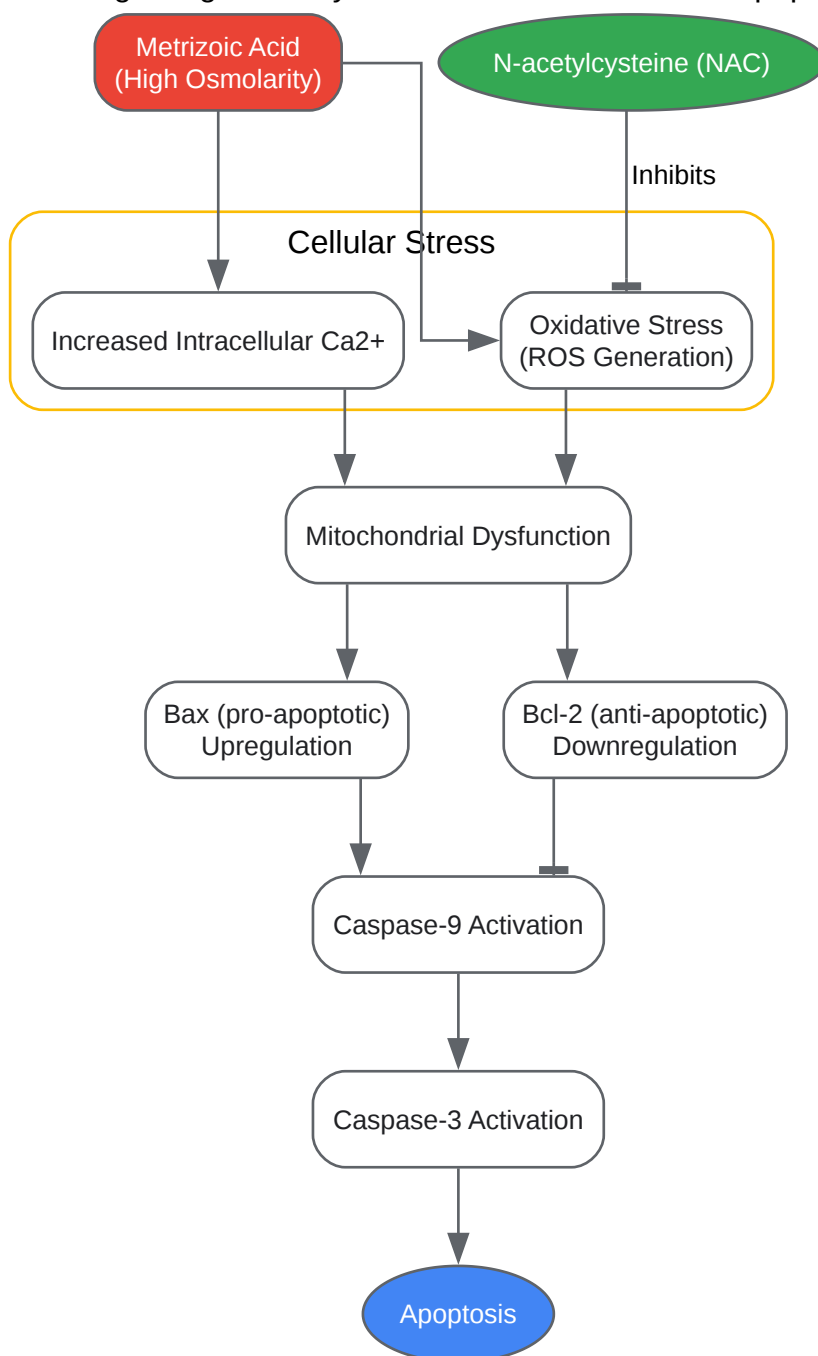 Metrizoic Acid
(High Osmolarity)
N-acetylcysteine (NAC)
Inhibits
Cellular Stress
Increased Intracellular Ca2+
Oxidative Stress
(ROS Generation)
Mitochondrial Dysfunction
Bax (pro-apoptotic)
Upregulation
Bcl-2 (anti-apoptotic)
Downregulation
Caspase-9 Activation
Caspase-3 Activation
Apoptosis